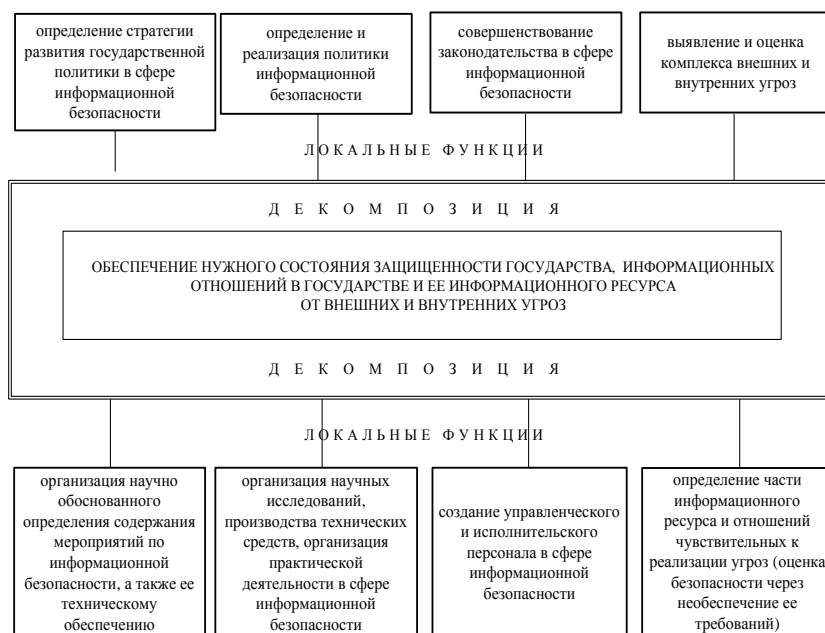 определение стратегии
развития государственной
политики в сфере
информационной
безопасности
определение и
реализация политики
информационной
безопасности
совершенствование
законодательства в сфере
информационной
безопасности
выявление и оценка
комплекса внешних и
внутренних угроз
ЛОКАЛЬНЫЕ ФУНКЦИИ
ДЕКОМПОЗИЦИЯ
ОБЕСПЕЧЕНИЕ НУЖНОГО СОСТОЯНИЯ ЗАЩИЩЕННОСТИ ГОСУДАРСТВА, ИНФОРМАЦИОННЫХ
ОТНОШЕНИЙ В ГОСУДАРСТВЕ И ЕЕ ИНФОРМАЦИОННОГО РЕСУРСА
ОТ ВНЕШНИХ И ВНУТРЕННИХ УГРОЗ
ДЕКОМПОЗИЦИЯ
ЛОКАЛЬНЫЕ ФУНКЦИИ
организация научно
обоснованного
определения содержания
мероприятий по
информационной
безопасности, а также ее
техническому
обеспечению
организация научных
исследований,
производства технических
средств, организация
практической
деятельности в сфере
информационной
безопасности
создание управленческого
и исполнительского
персонала в сфере
информационной
безопасности
определение части
информационного
ресурса и отношений
чувствительных к
реализации угроз (оценка
безопасности через
необеспечение ее
требований)